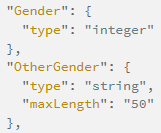 "Gender": {
"type": "integer"
},
"OtherGender": {
"type": "string",
"maxLength": "50"
},